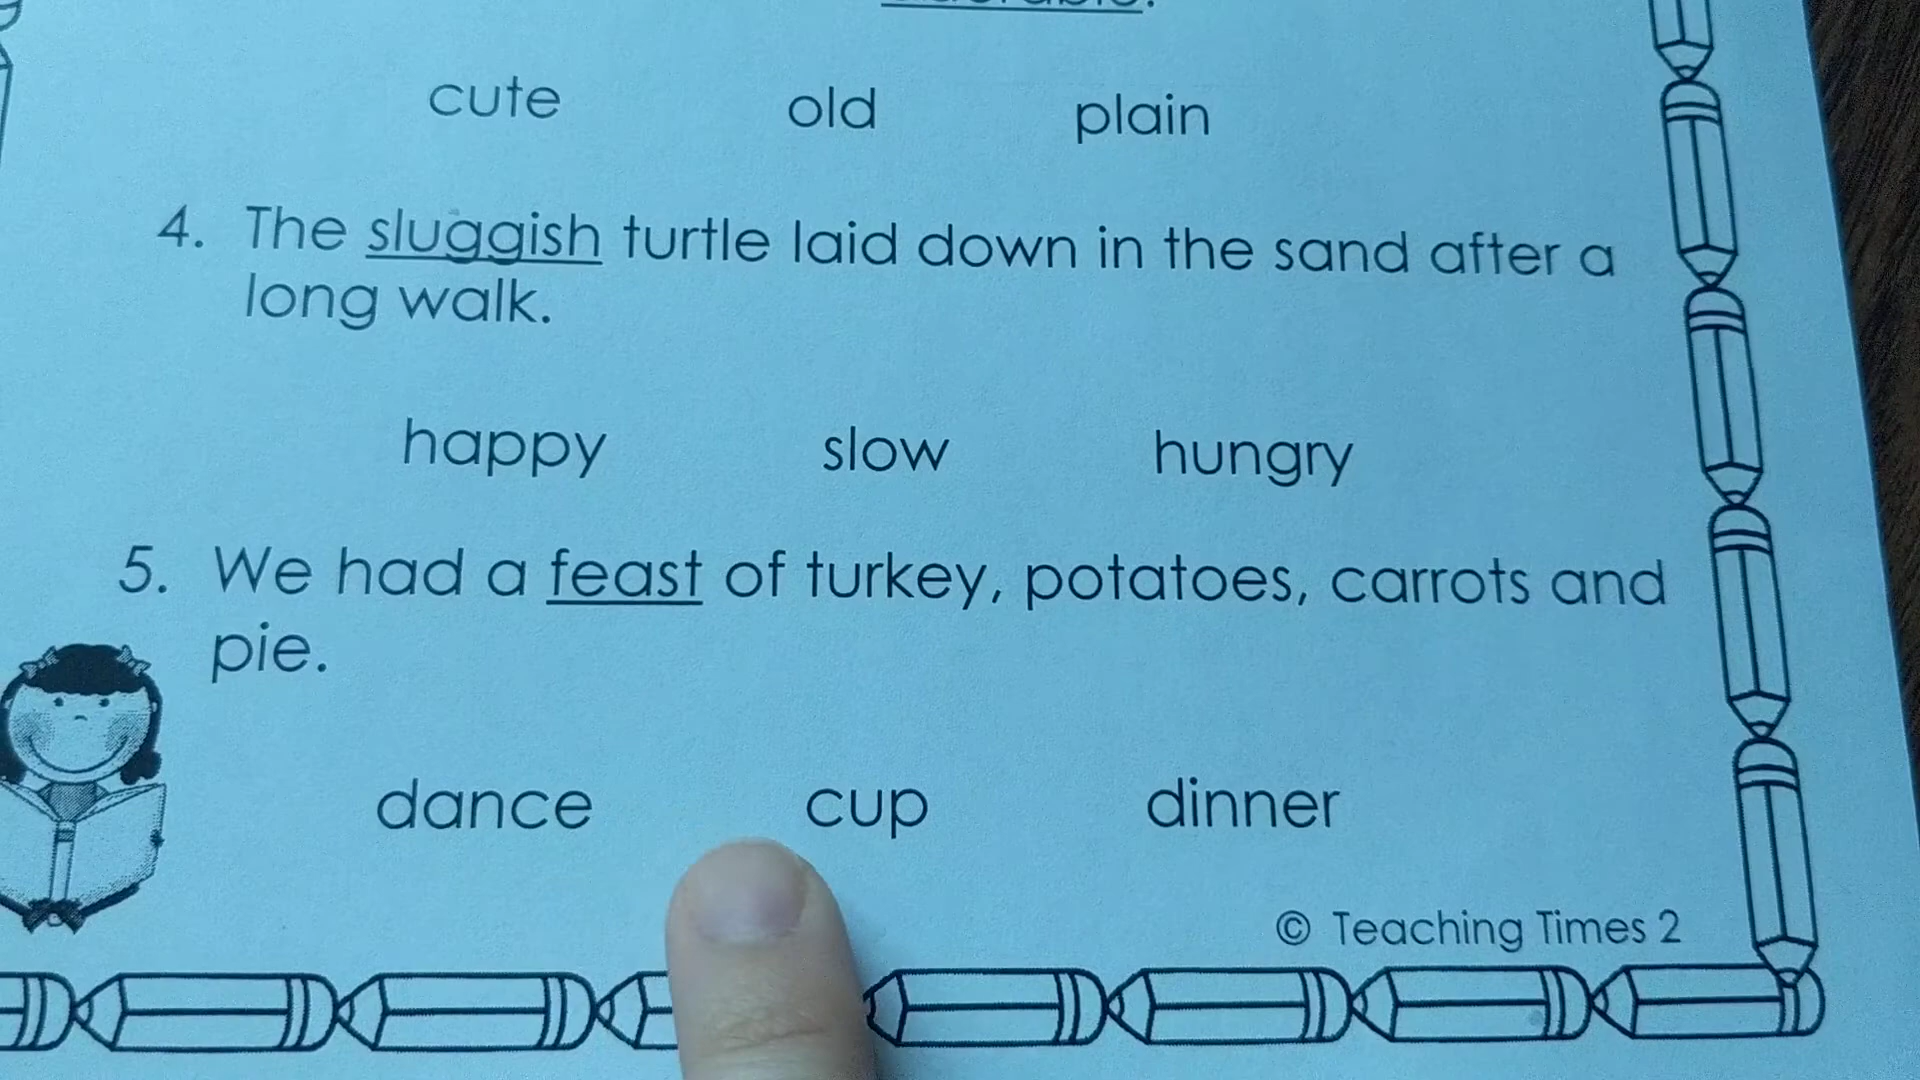 cute old plain
4. The sluggish turtle laid down in the sand after a
long walk.
happy slow hungry
5. We had a feast of turkey, potatoes, carrots and
pie.
dance cup dinner
© Teaching Times 2